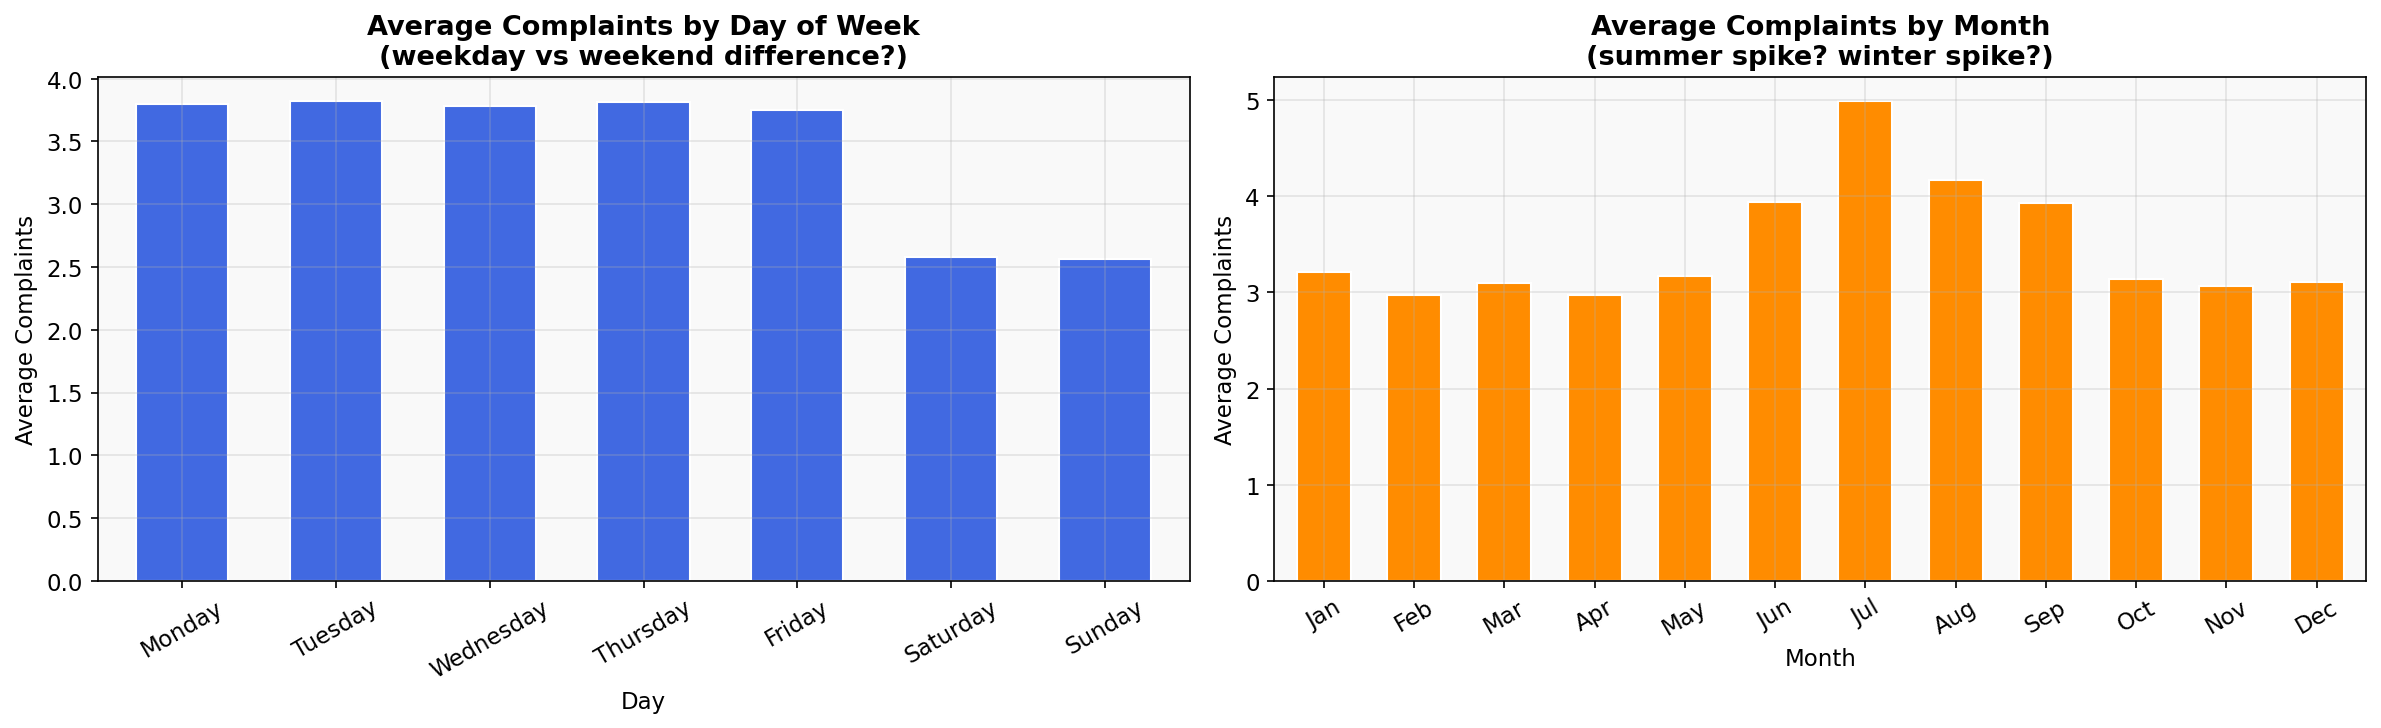 Average Complaints by Day of Week
(weekday vs weekend difference?)
4.0
3.5
3.0
2.5
2.0
1.5
1.0
0.5
0.0
Average Complaints
Monday
Tuesday
Wednesday
Thursday
Friday
Saturday
Sunday
Day
Average Complaints by Month
(summer spike? winter spike?)
5
4
3
2
1
0
Average Complaints
Jan
Feb
Mar
Apr
May
Jun
Jul
Aug
Sep
Oct
Nov
Dec
Month